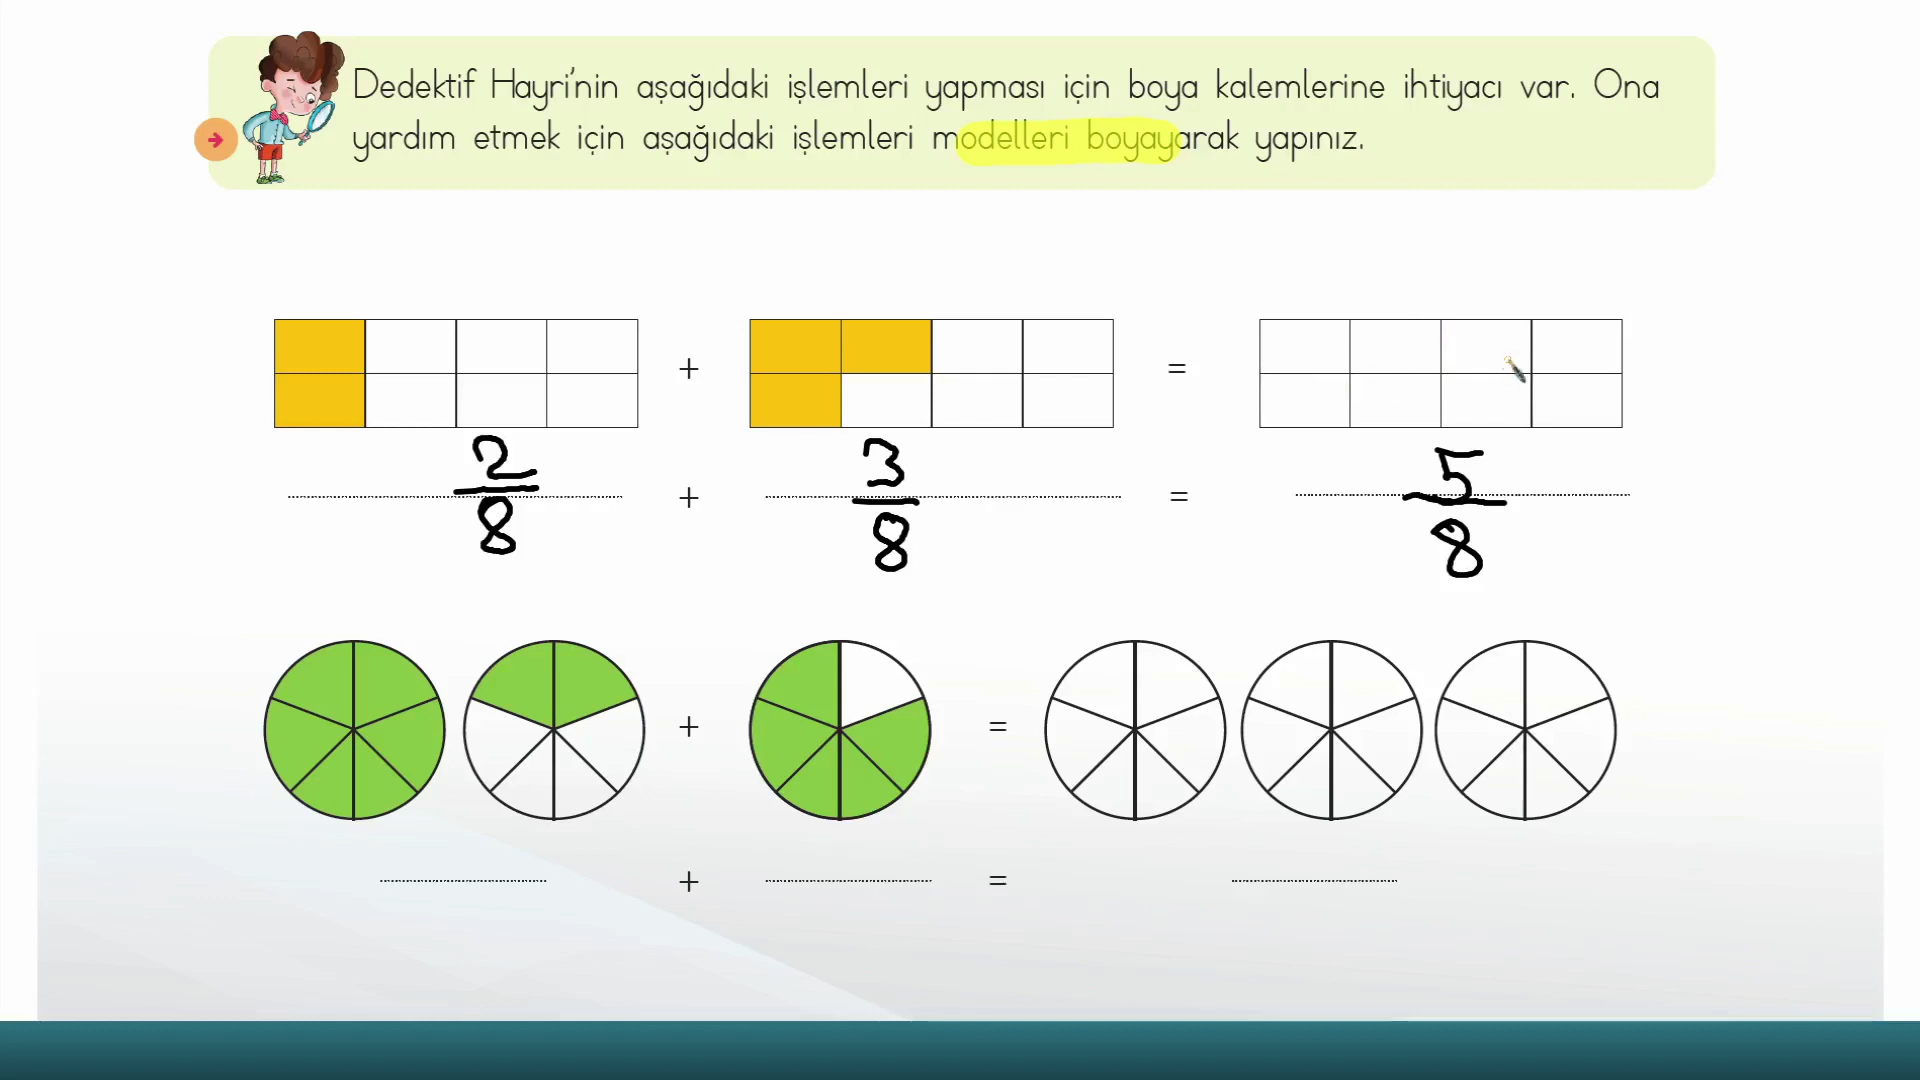 Dedektif Hayri'nin aşağıdaki işlemleri yapması için boya kalemlerine ihtiyacı var. Ona
yardım etmek için aşağıdaki işlemleri modelleri boyayarak yapınız.
+ =
2/8 + 3/8 = 5/8
+ =
+ =